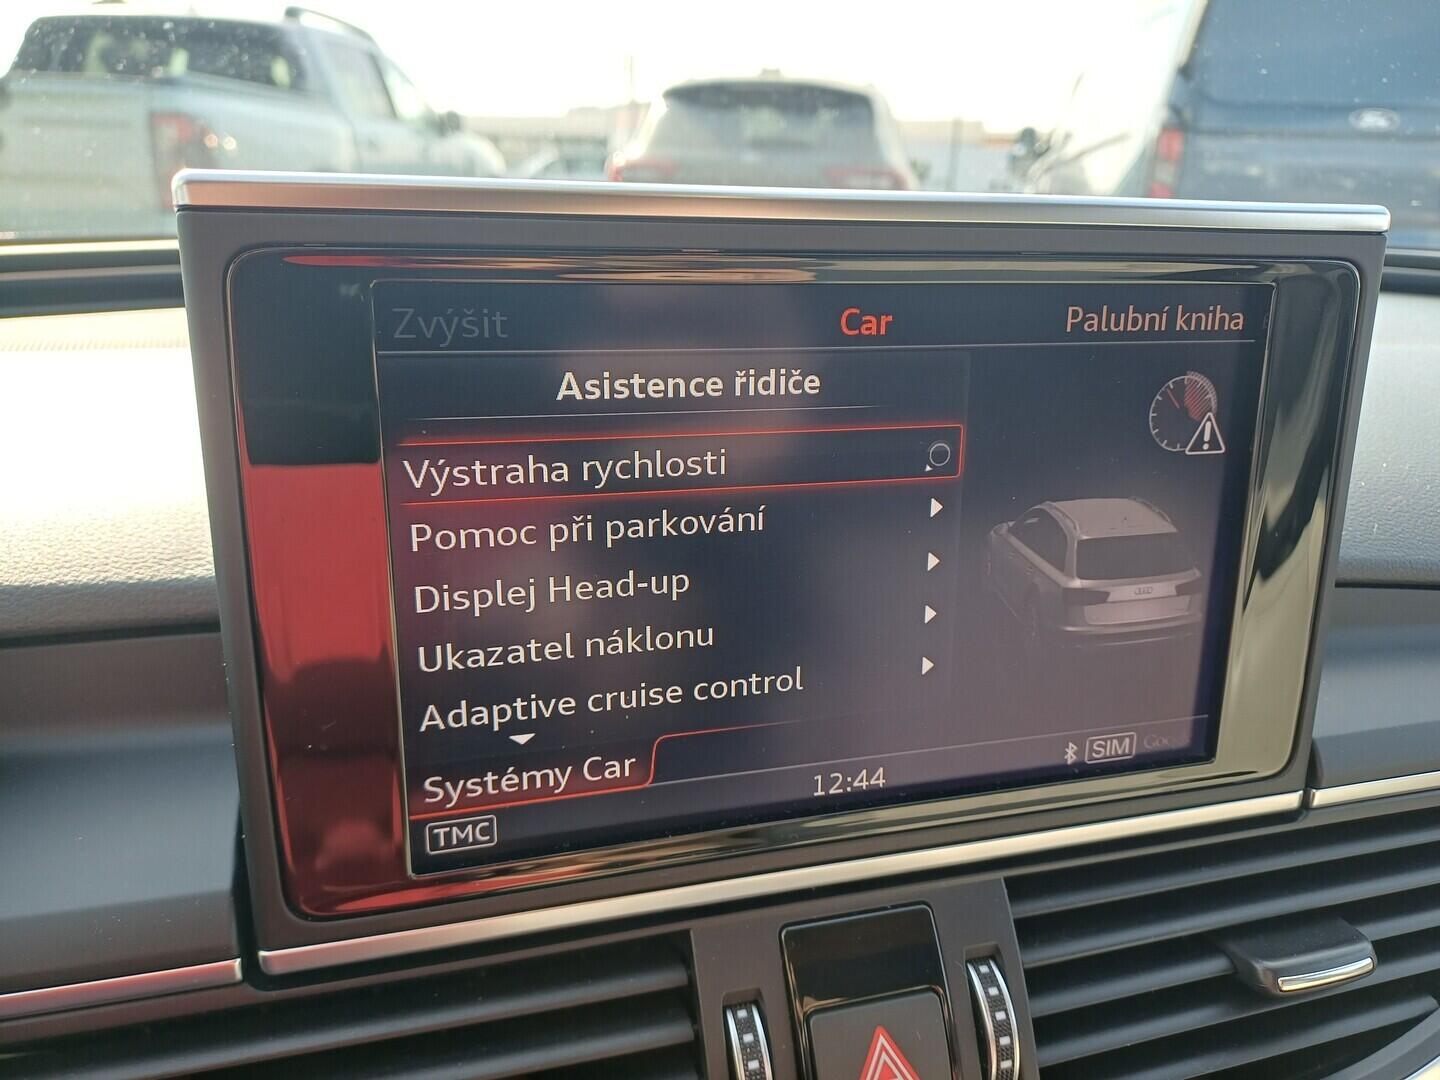 Zvýšit Car Palubní kniha
Asistence řidiče
Výstraha rychlosti
Pomoc při parkování
Displej Head-up
Ukazatel náklonu
Adaptive cruise control
Systémy Car
12:44 SIM
TMC